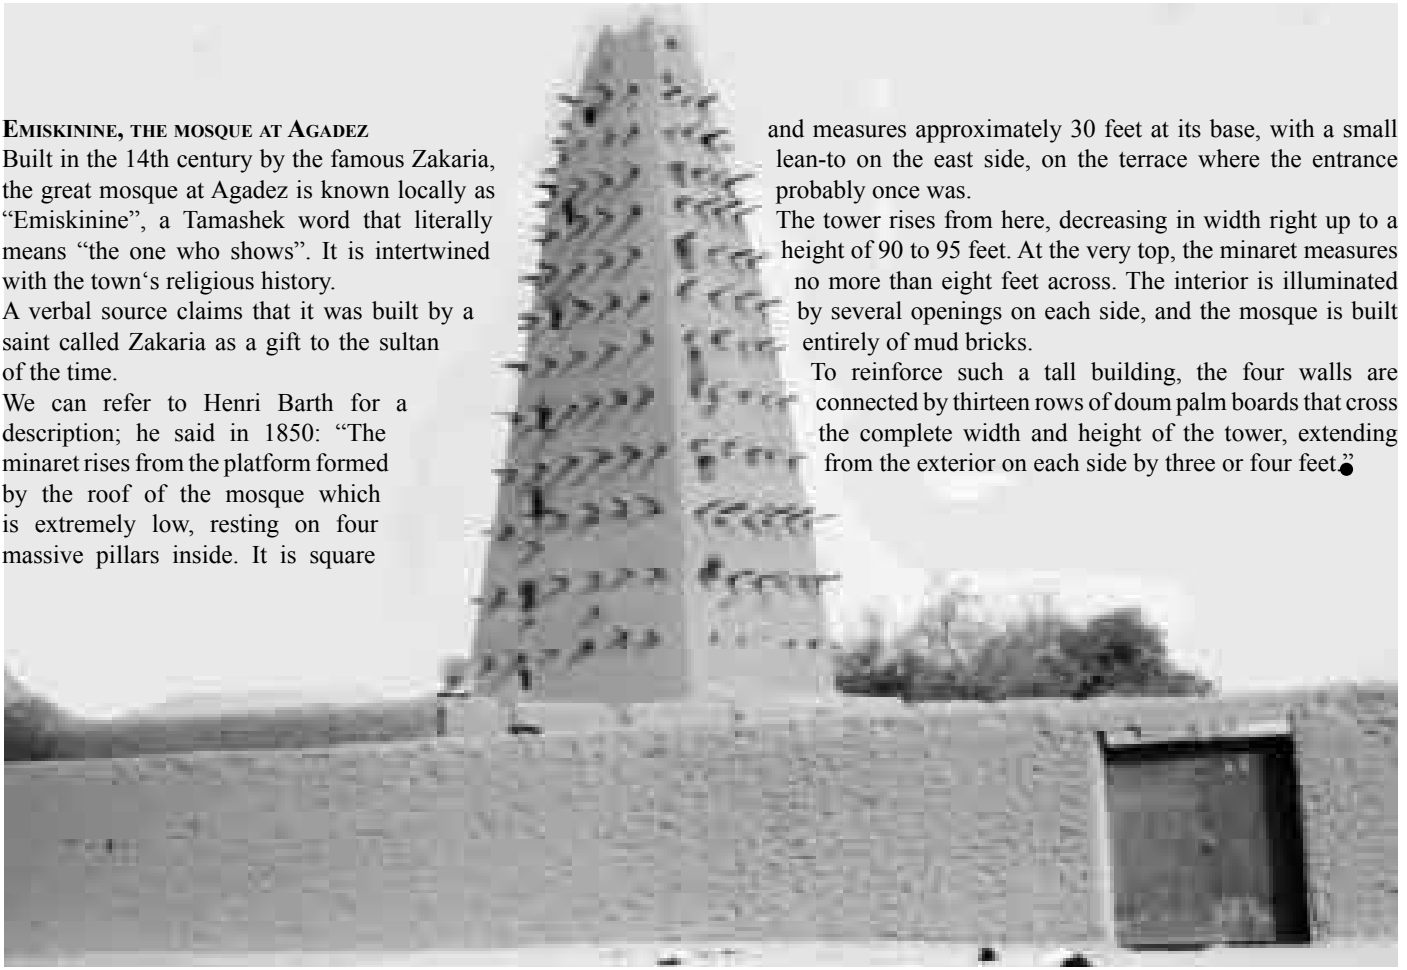 EMISKININE, THE MOSQUE AT AGADEZ
Built in the 14th century by the famous Zakaria,
the great mosque at Agadez is known locally as
“Emiskinine”, a Tamashek word that literally
means “the one who shows”. It is intertwined
with the town‘s religious history.
A verbal source claims that it was built by a
saint called Zakaria as a gift to the sultan
of the time.
We can refer to Henri Barth for a
description; he said in 1850: “The
minaret rises from the platform formed
by the roof of the mosque which
is extremely low, resting on four
massive pillars inside. It is square
and measures approximately 30 feet at its base, with a small
lean-to on the east side, on the terrace where the entrance
probably once was.
The tower rises from here, decreasing in width right up to a
height of 90 to 95 feet. At the very top, the minaret measures
no more than eight feet across. The interior is illuminated
by several openings on each side, and the mosque is built
entirely of mud bricks.
To reinforce such a tall building, the four walls are
connected by thirteen rows of doum palm boards that cross
the complete width and height of the tower, extending
from the exterior on each side by three or four feet.”